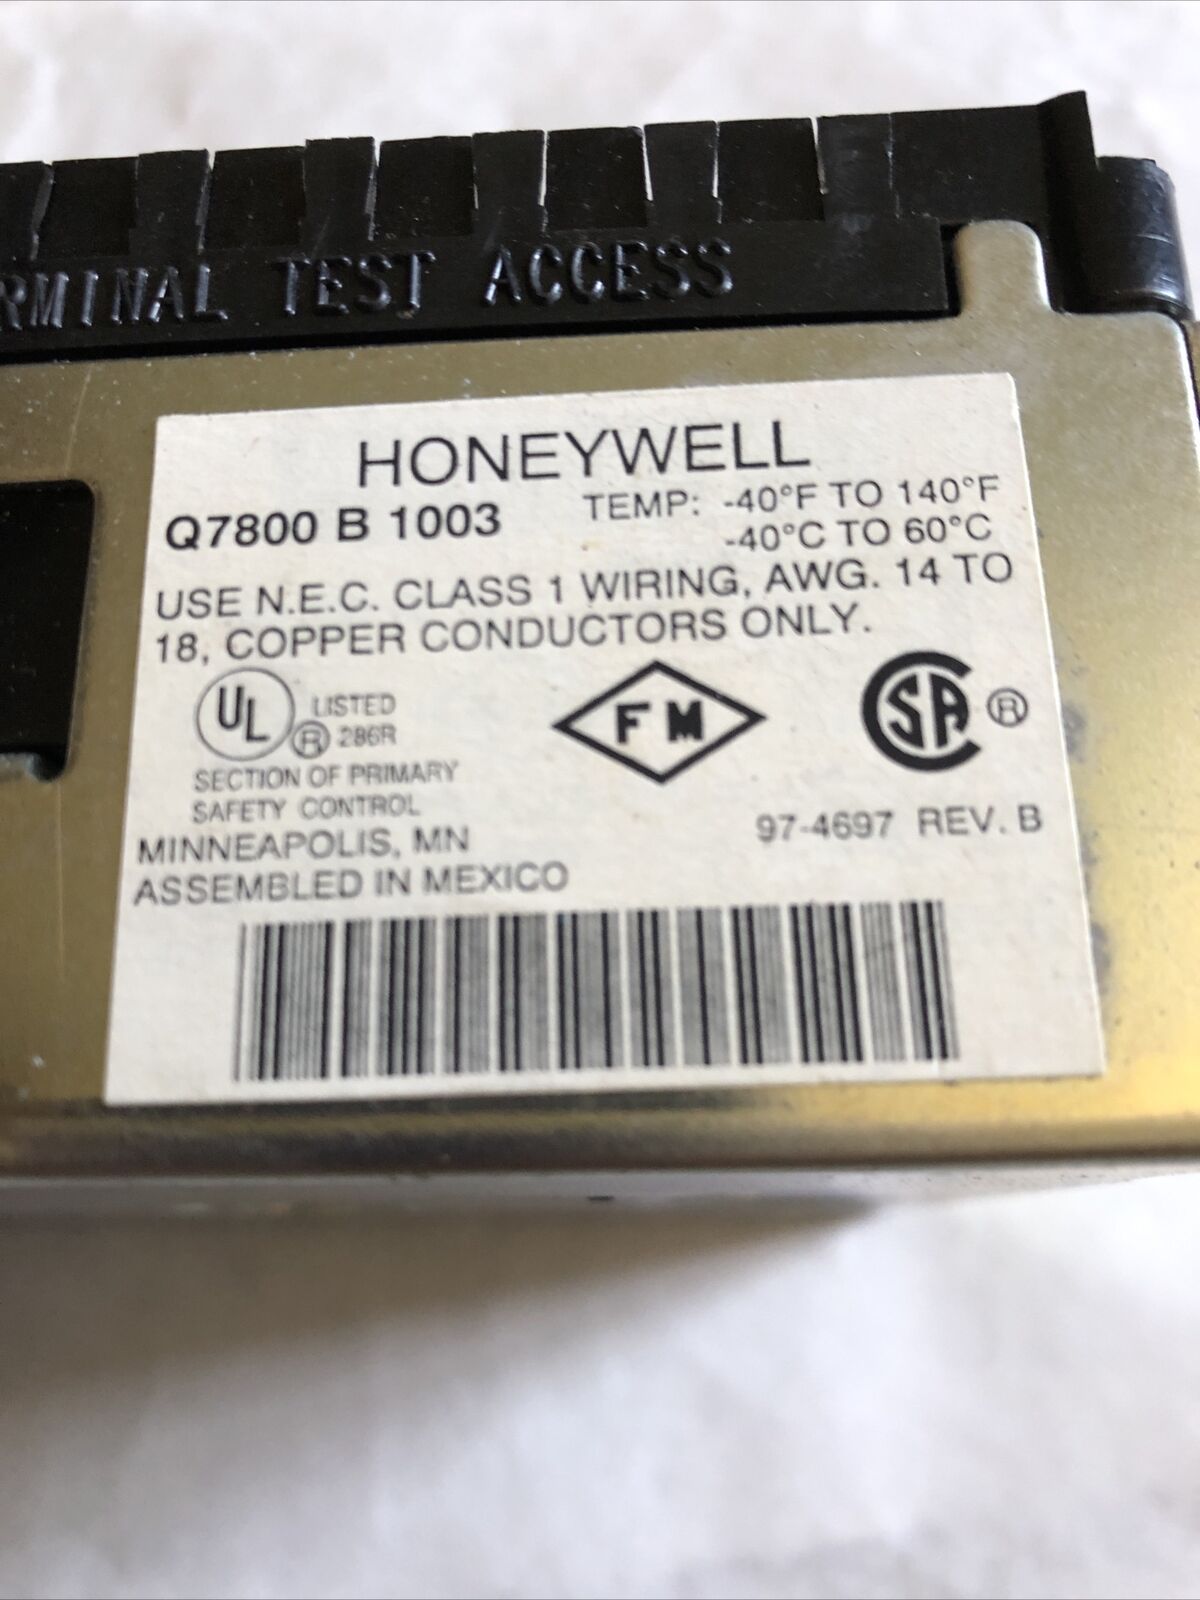 RMINAL TEST ACCESS
HONEYWELL
Q7800 B 1003 TEMP: -40°F TO 140°F
-40°C TO 60°C
USE N.E.C. CLASS 1 WIRING, AWG. 14 TO
18, COPPER CONDUCTORS ONLY.
UL ® LISTED
286R
SECTION OF PRIMARY
SAFETY CONTROL
FM
SA ®
97-4697 REV. B
MINNEAPOLIS, MN
ASSEMBLED IN MEXICO